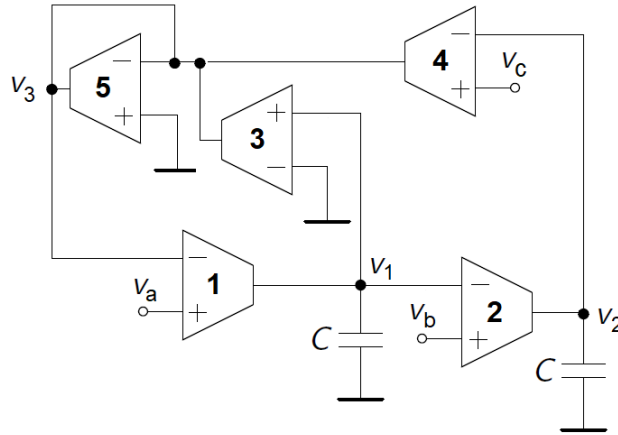 − 4 −
V3 5 − Vc
+ 3 + +
−
− 1 V1 −
Va + 2
C Vb + V2
C